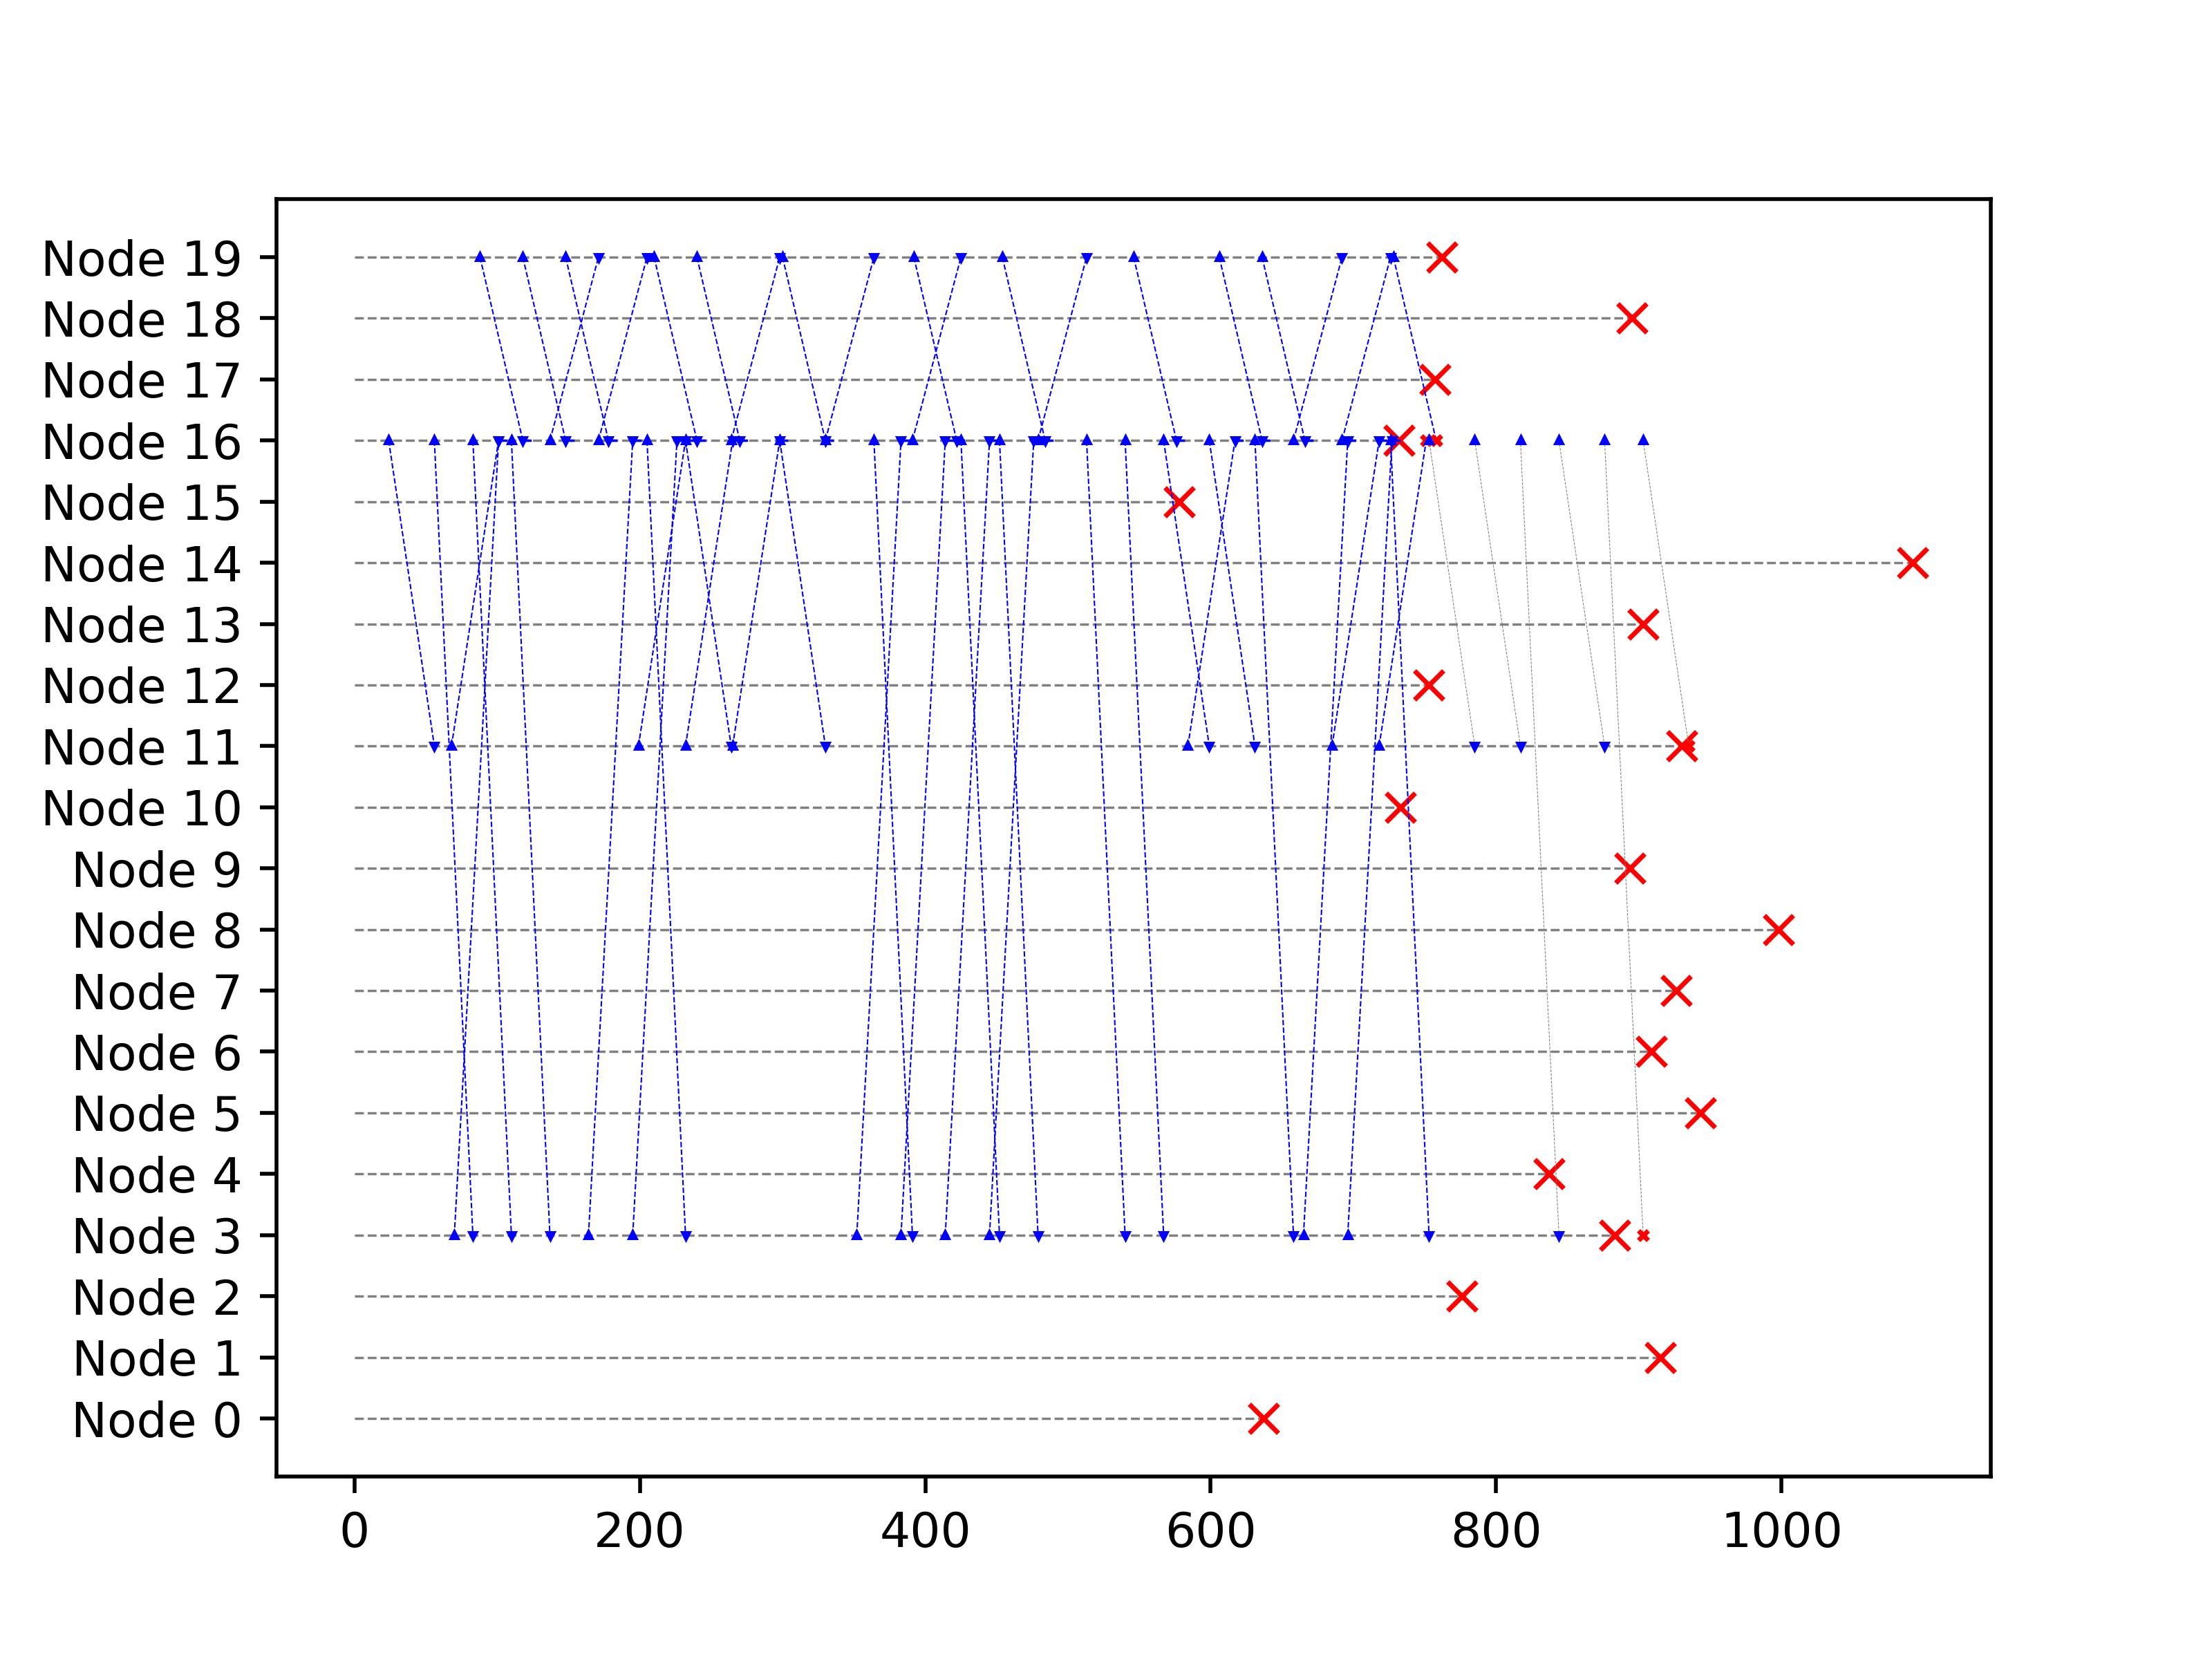 Node 19
Node 18
Node 17
Node 16
Node 15
Node 14
Node 13
Node 12
Node 11
Node 10
Node 9
Node 8
Node 7
Node 6
Node 5
Node 4
Node 3
Node 2
Node 1
Node 0
0 200 400 600 800 1000